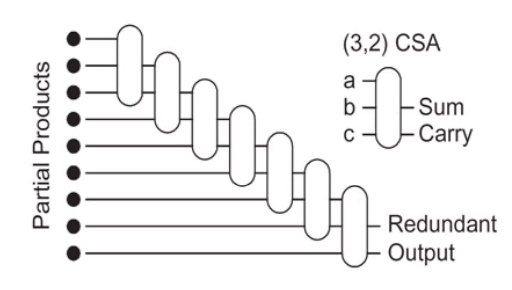 Partial Products
(3,2) CSA
a
b
c
Sum
Carry
Redundant
Output